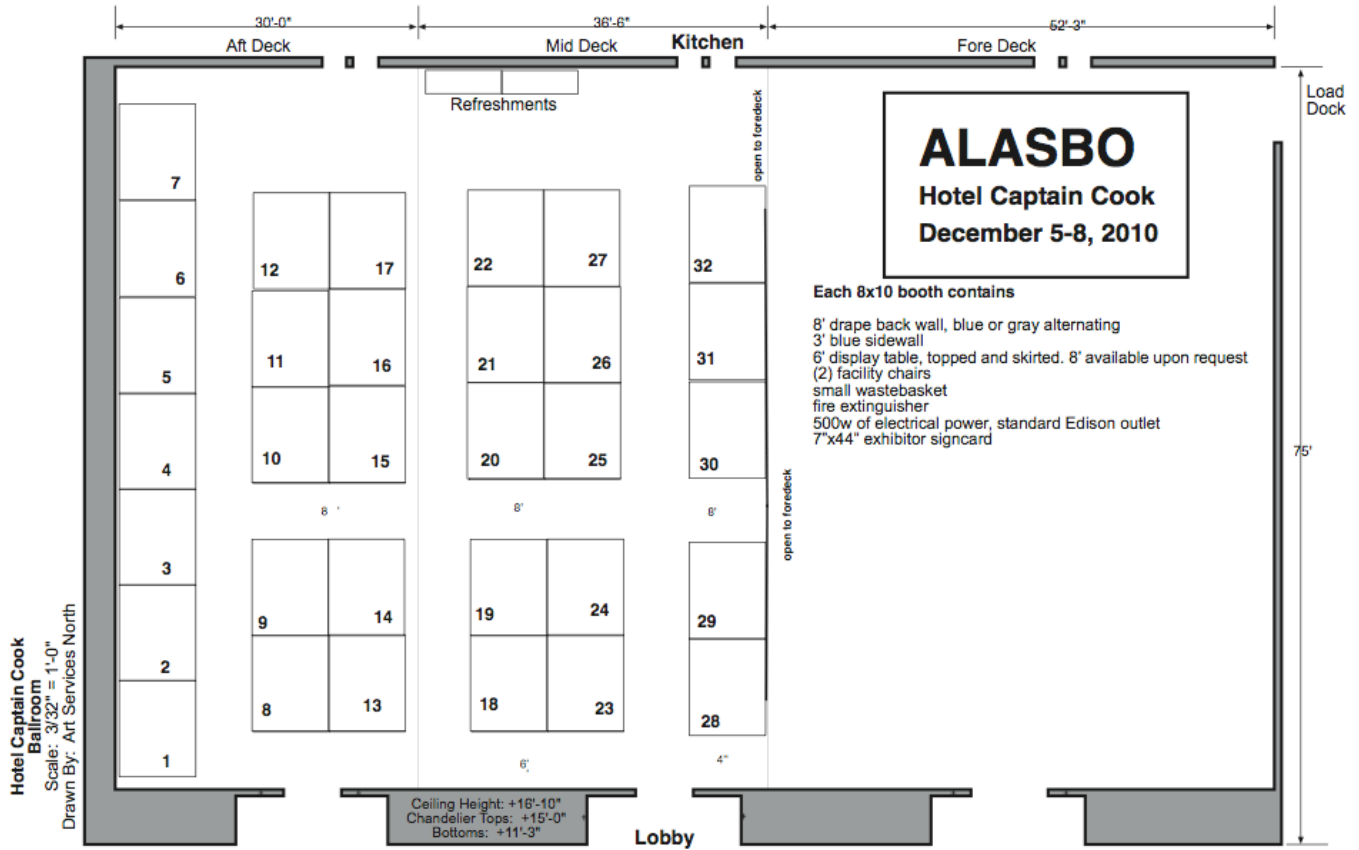 30'-0"
36'-6"
52'-3"
Aft Deck
Mid Deck
Kitchen
Fore Deck
Load
Dock
Refreshments
open to foredeck
ALASBO
Hotel Captain Cook
December 5-8, 2010
Each 8x10 booth contains
8' drape back wall, blue or gray alternating
3' blue sidewall
6' display table, topped and skirted. 8' available upon request
(2) facility chairs
small wastebasket
fire extinguisher
500w of electrical power, standard Edison outlet
7"x44" exhibitor signcard
75'
7
6
5
4
3
2
1
12
17
11
16
10
15
8 '
9
14
8
13
22
27
21
26
20
25
8'
19
24
18
23
6'
32
31
30
8'
29
28
4"
open to foredeck
Hotel Captain Cook
Ballroom
Scale: 3/32" = 1'-0"
Drawn By: Art Services North
Ceiling Height: +16'-10"
Chandelier Tops: +15'-0"
Bottoms: +11'-3"
Lobby